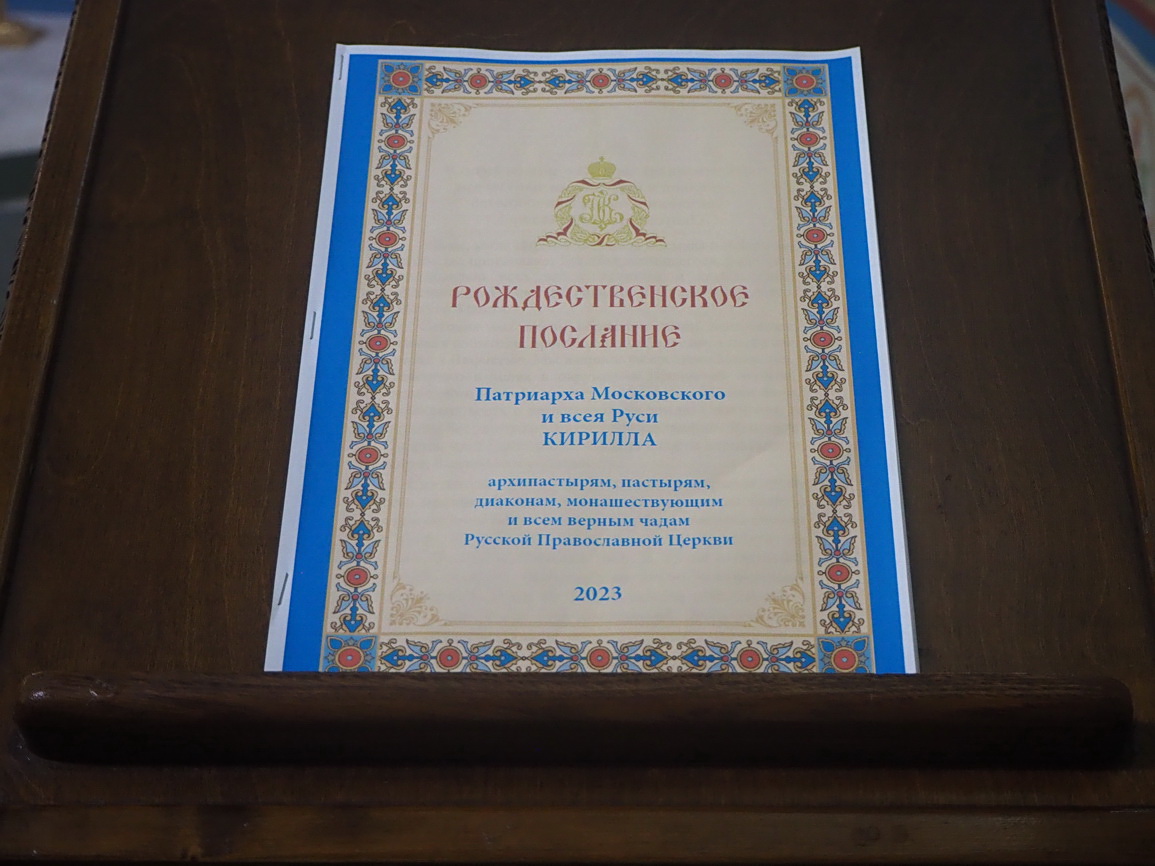 РОЖДЕСТВЕНСКОЕ
ПОСЛАНИЕ
Патриарха Московского
и всея Руси
КИРИЛЛА
архипастырям, пастырям,
диаконам, монашествующим
и всем верным чадам
Русской Православной Церкви
2023